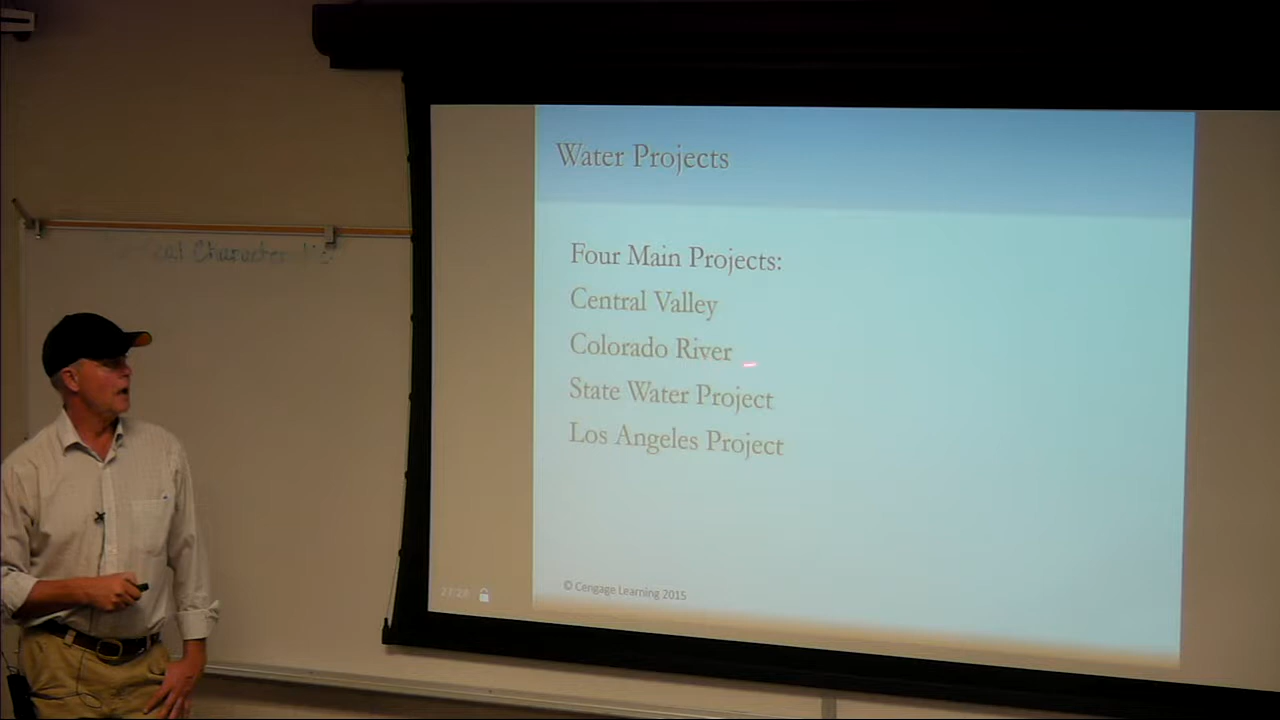 Water Projects
Character
Four Main Projects:
Central Valley
Colorado River
State Water Project
Los Angeles Project
© Cengage Learning 2015